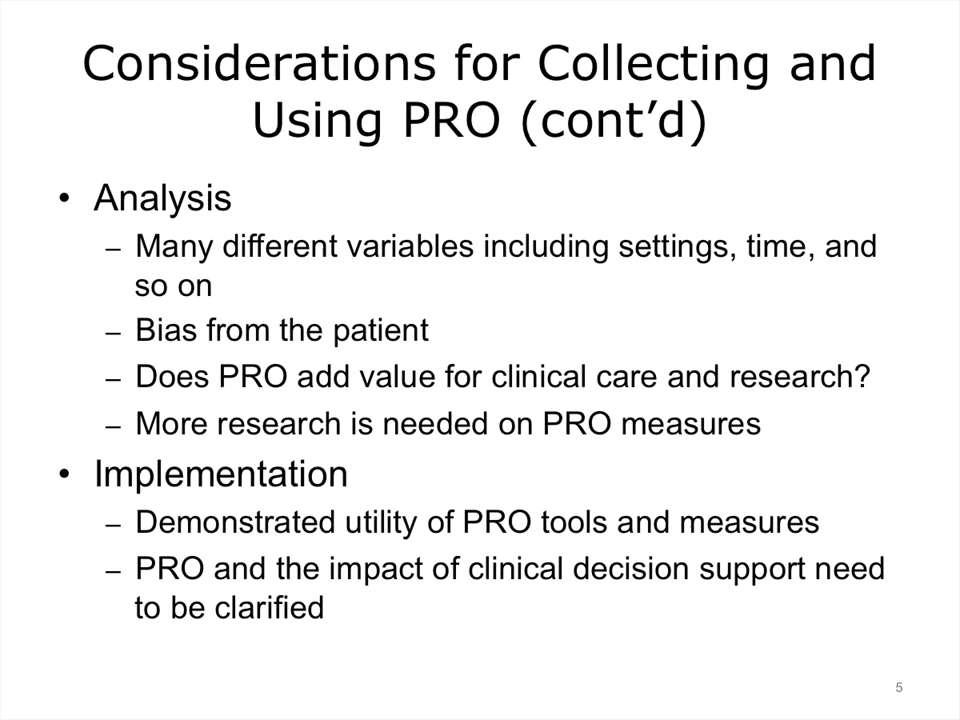 Considerations for Collecting and
Using PRO (cont’d)
• Analysis
– Many different variables including settings, time, and
so on
– Bias from the patient
– Does PRO add value for clinical care and research?
– More research is needed on PRO measures
• Implementation
– Demonstrated utility of PRO tools and measures
– PRO and the impact of clinical decision support need
to be clarified
5